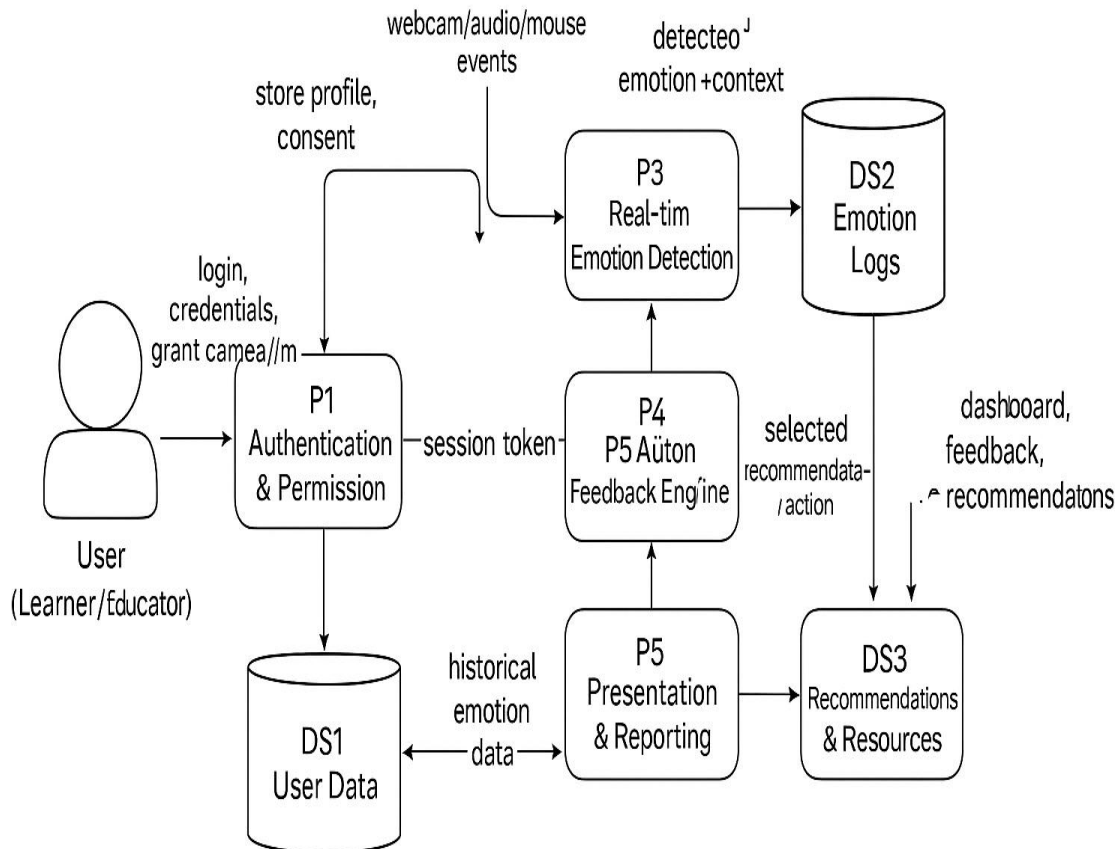 webcam/audio/mouse
events
detected
emotion +context
store profile,
consent
P3
Real-tim
Emotion Detection
DS2
Emotion
Logs
login,
credentials,
grant camea//m
P1
Authentication
& Permission
session token
P4
P5 Aüton
Feedback Engine
selected
recommendata-
/action
dashboard,
feedback,
recommendatons
User
(Learner/Educator)
DS1
User Data
historical
emotion
data
P5
Presentation
& Reporting
DS3
Recommendations
& Resources